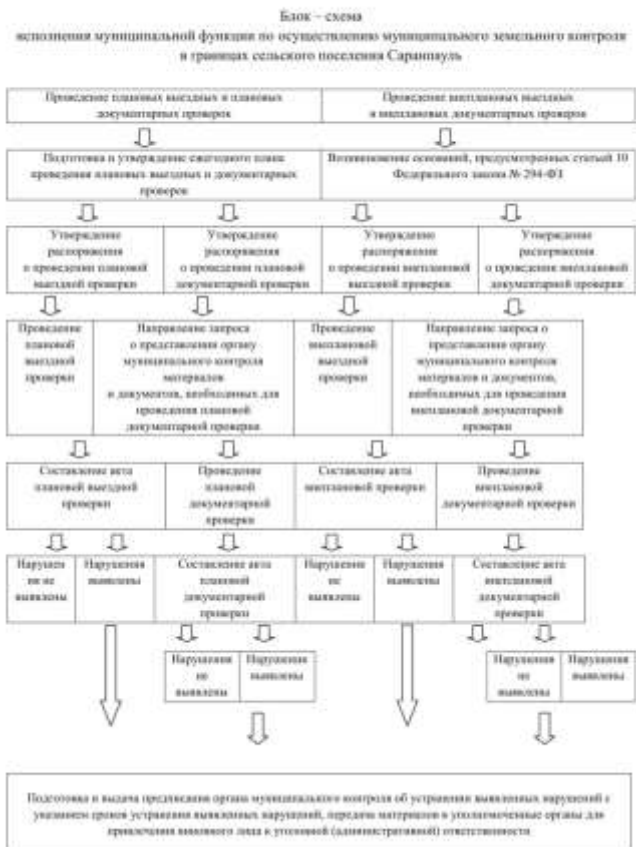 Блок – схема
исполнения муниципальной функции по осуществлению муниципального земельного контроля
в границах сельского поселения Саранпауль
Проведение плановых выездных и плановых
документарных проверок
Проведение внеплановых выездных
и внеплановых документарных проверок
Подготовка и утверждение ежегодного плана
проведения плановых выездных и документарных
проверок
Возникновение оснований, предусмотренных статьей 10
Федерального закона № 294-ФЗ
Утверждение
распоряжения
о проведении плановой
выездной проверки
Утверждение
распоряжения
о проведении плановой
документарной проверки
Утверждение
распоряжения
о проведении внеплановой
выездной проверки
Утверждение
распоряжения
о проведении внеплановой
документарной проверки
Проведение
плановой
выездной
проверки
Направление запроса
о представлении органу
муниципального контроля
материалов
и документов, необходимых для
проведения плановой
документарной проверки
Проведение
внеплановой
выездной
проверки
Направление запроса о
представлении органу
муниципального контроля
материалов и документов,
необходимых для проведения
внеплановой документарной
проверки
Составление акта
плановой выездной
проверки
Проведение
плановой
документарной
проверки
Составление акта
внеплановой проверки
Проведение
внеплановой
документарной проверки
Нарушен
ия не
выявлены
Нарушения
выявлены
Составление акта
плановой
документарной
проверки
Нарушения
не
выявлены
Нарушения
выявлены
Составление акта
внеплановой
документарной
проверки
Нарушения
не
выявлены
Нарушения
выявлены
Нарушения
не
выявлены
Нарушения
выявлены
Подготовка и выдача предписания органа муниципального контроля об устранении выявленных нарушений с
указанием сроков устранения выявленных нарушений, передача материалов в уполномоченные органы для
привлечения виновного лица к уголовной (административной) ответственности